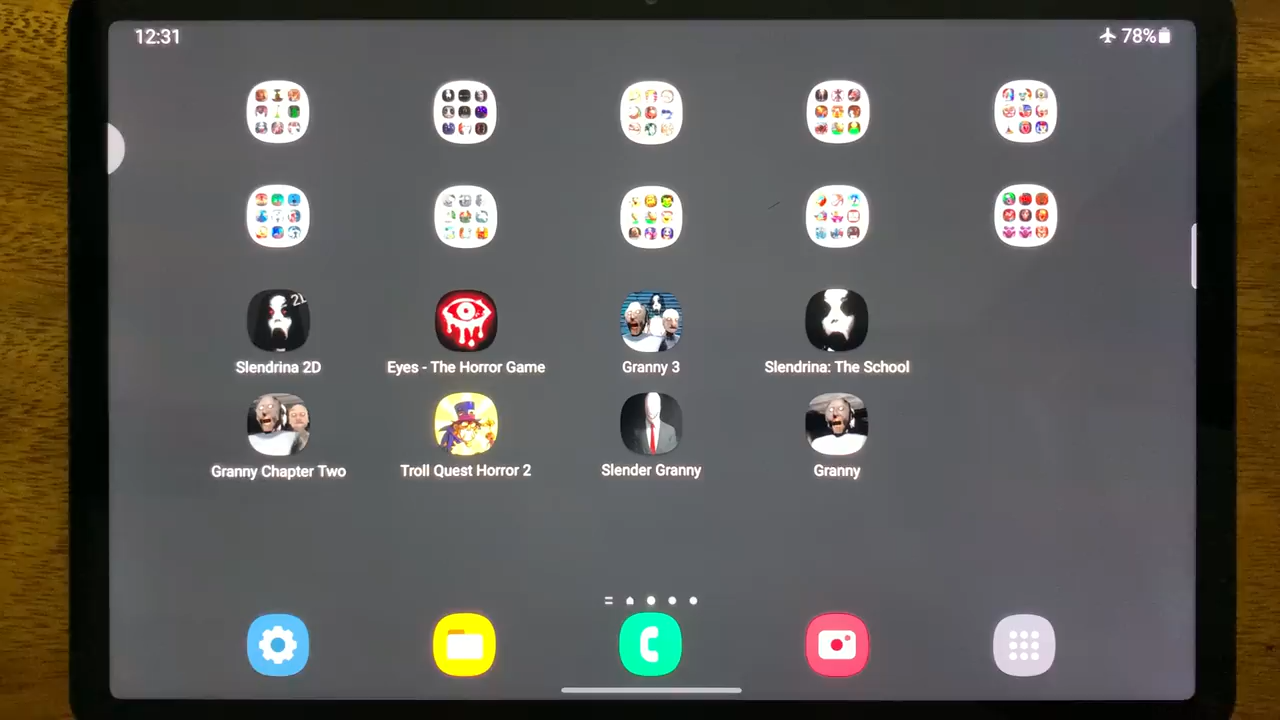 12:31
78%
21
Slendrina 2D
Eyes - The Horror Game
Granny 3
Slendrina: The School
Granny Chapter Two
Troll Quest Horror 2
Slender Granny
Granny